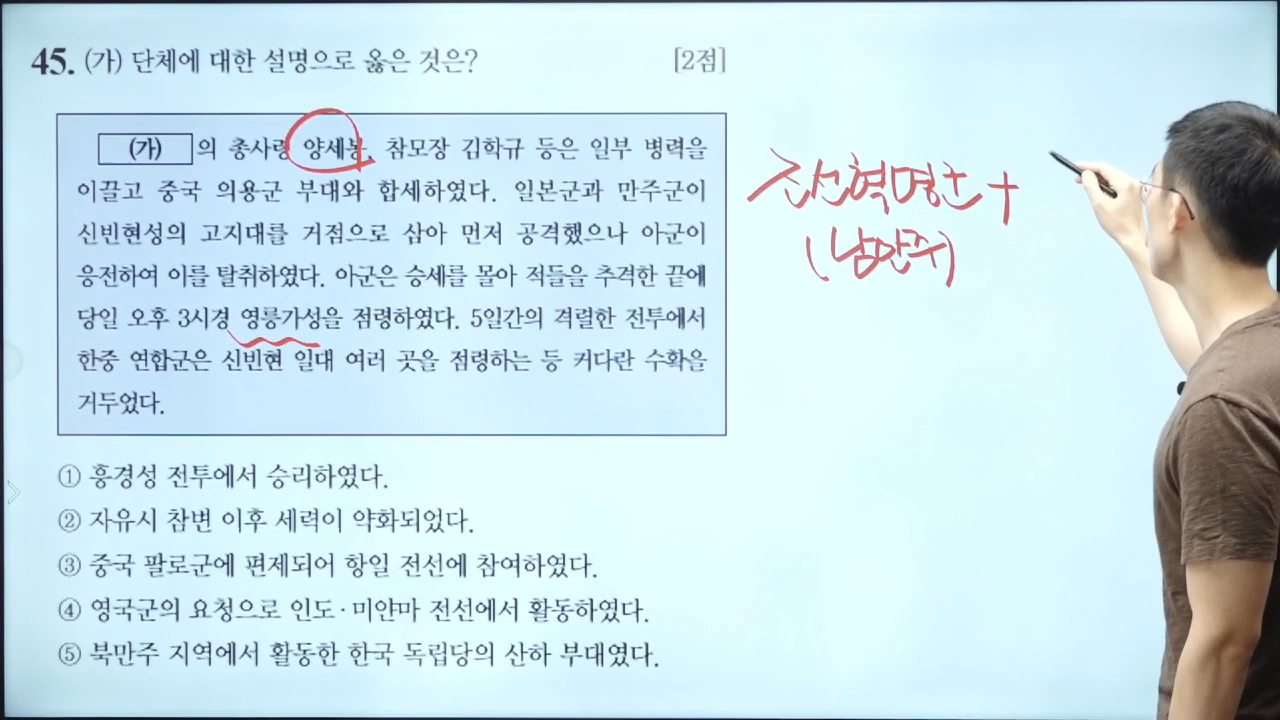 45. (가) 단체에 대한 설명으로 옳은 것은? [2점]
(가) 의 총사령 양세봉, 참모장 김학규 등은 일부 병력을
이끌고 중국 의용군 부대와 합세하였다. 일본군과 만주군이
신빈현성의 고지대를 거점으로 삼아 먼저 공격했으나 아군이
응전하여 이를 탈취하였다. 아군은 승세를 몰아 적들을 추격한 끝에
당일 오후 3시경 영릉가성을 점령하였다. 5일간의 격렬한 전투에서
한중 연합군은 신빈현 일대 여러 곳을 점령하는 등 커다란 수확을
거두었다.
① 흥경성 전투에서 승리하였다.
② 자유시 참변 이후 세력이 약화되었다.
③ 중국 팔로군에 편제되어 항일 전선에 참여하였다.
④ 영국군의 요청으로 인도·미얀마 전선에서 활동하였다.
⑤ 북만주 지역에서 활동한 한국 독립당의 산하 부대였다.
조선혁명군 +
(남만주)